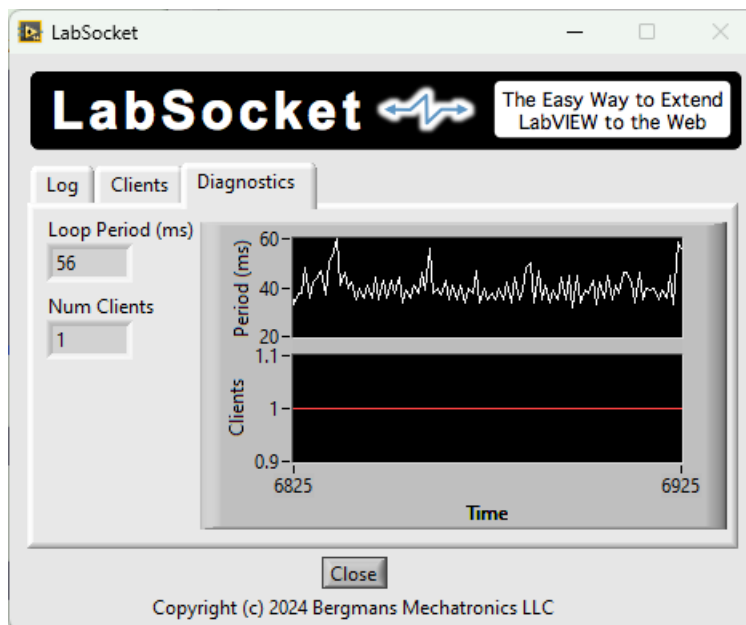 LabSocket
LabSocket
The Easy Way to Extend
LabVIEW to the Web
Log
Clients
Diagnostics
Loop Period (ms)
56
Num Clients
1
Period (ms)
60
40
20
Clients
1.1
1
0.9
6825
6925
Time
Close
Copyright (c) 2024 Bergmans Mechatronics LLC